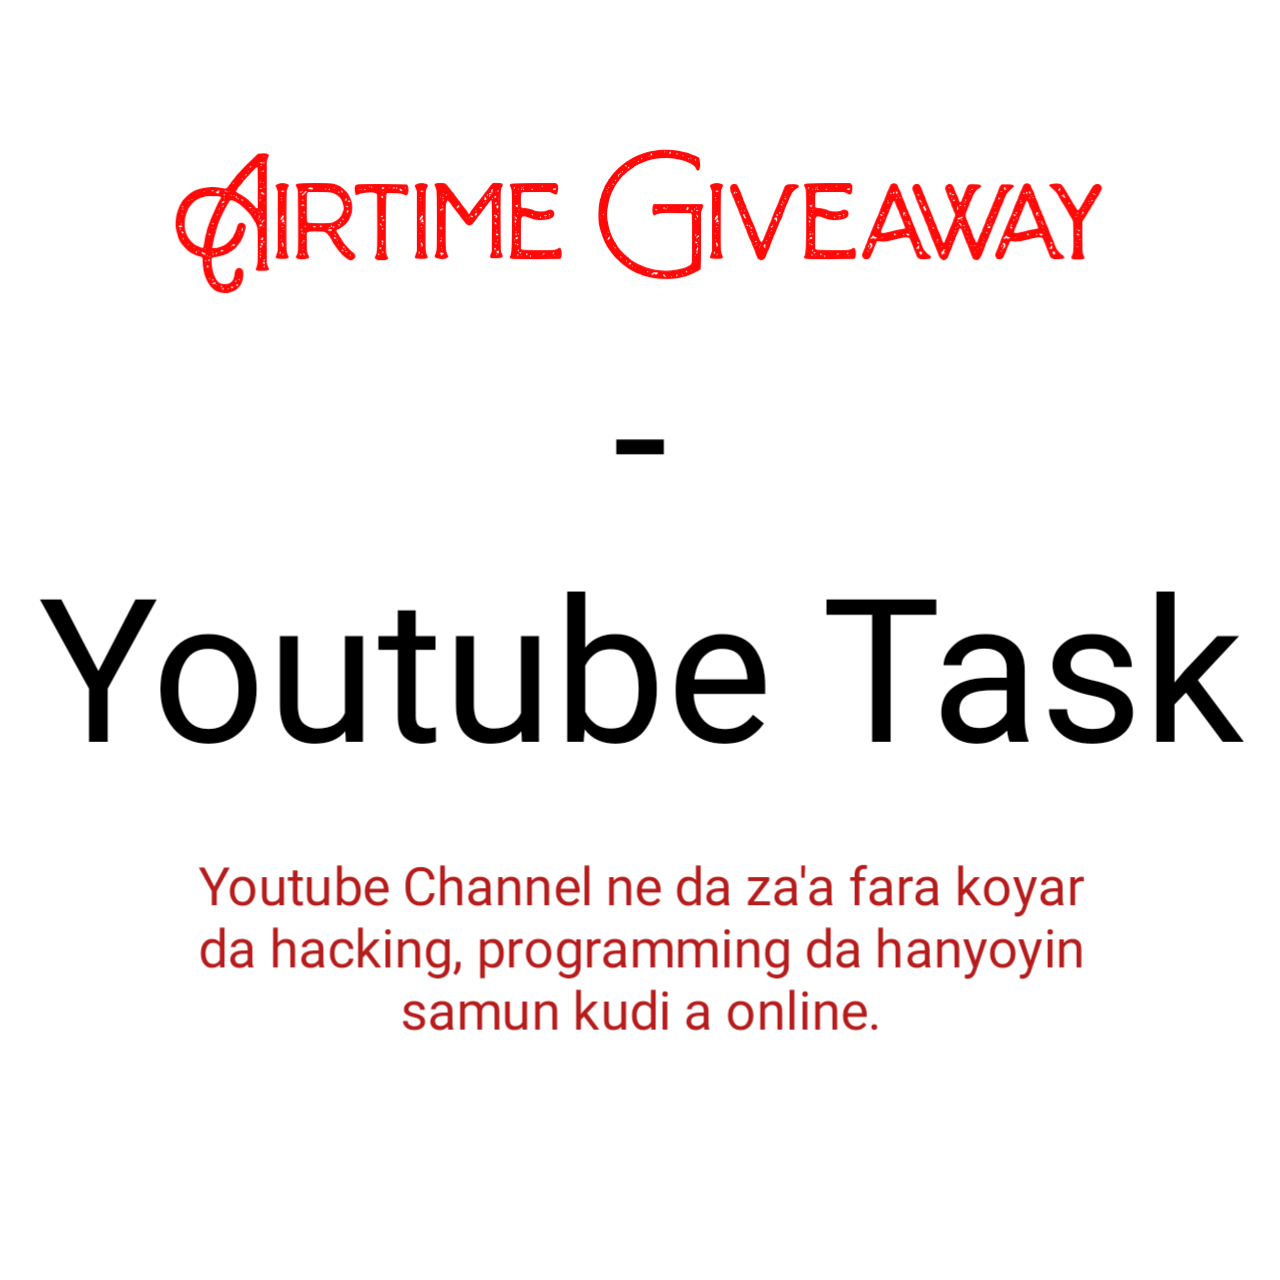 Airtime Giveaway
-
Youtube Task
Youtube Channel ne da za'a fara koyar
da hacking, programming da hanyoyin
samun kudi a online.